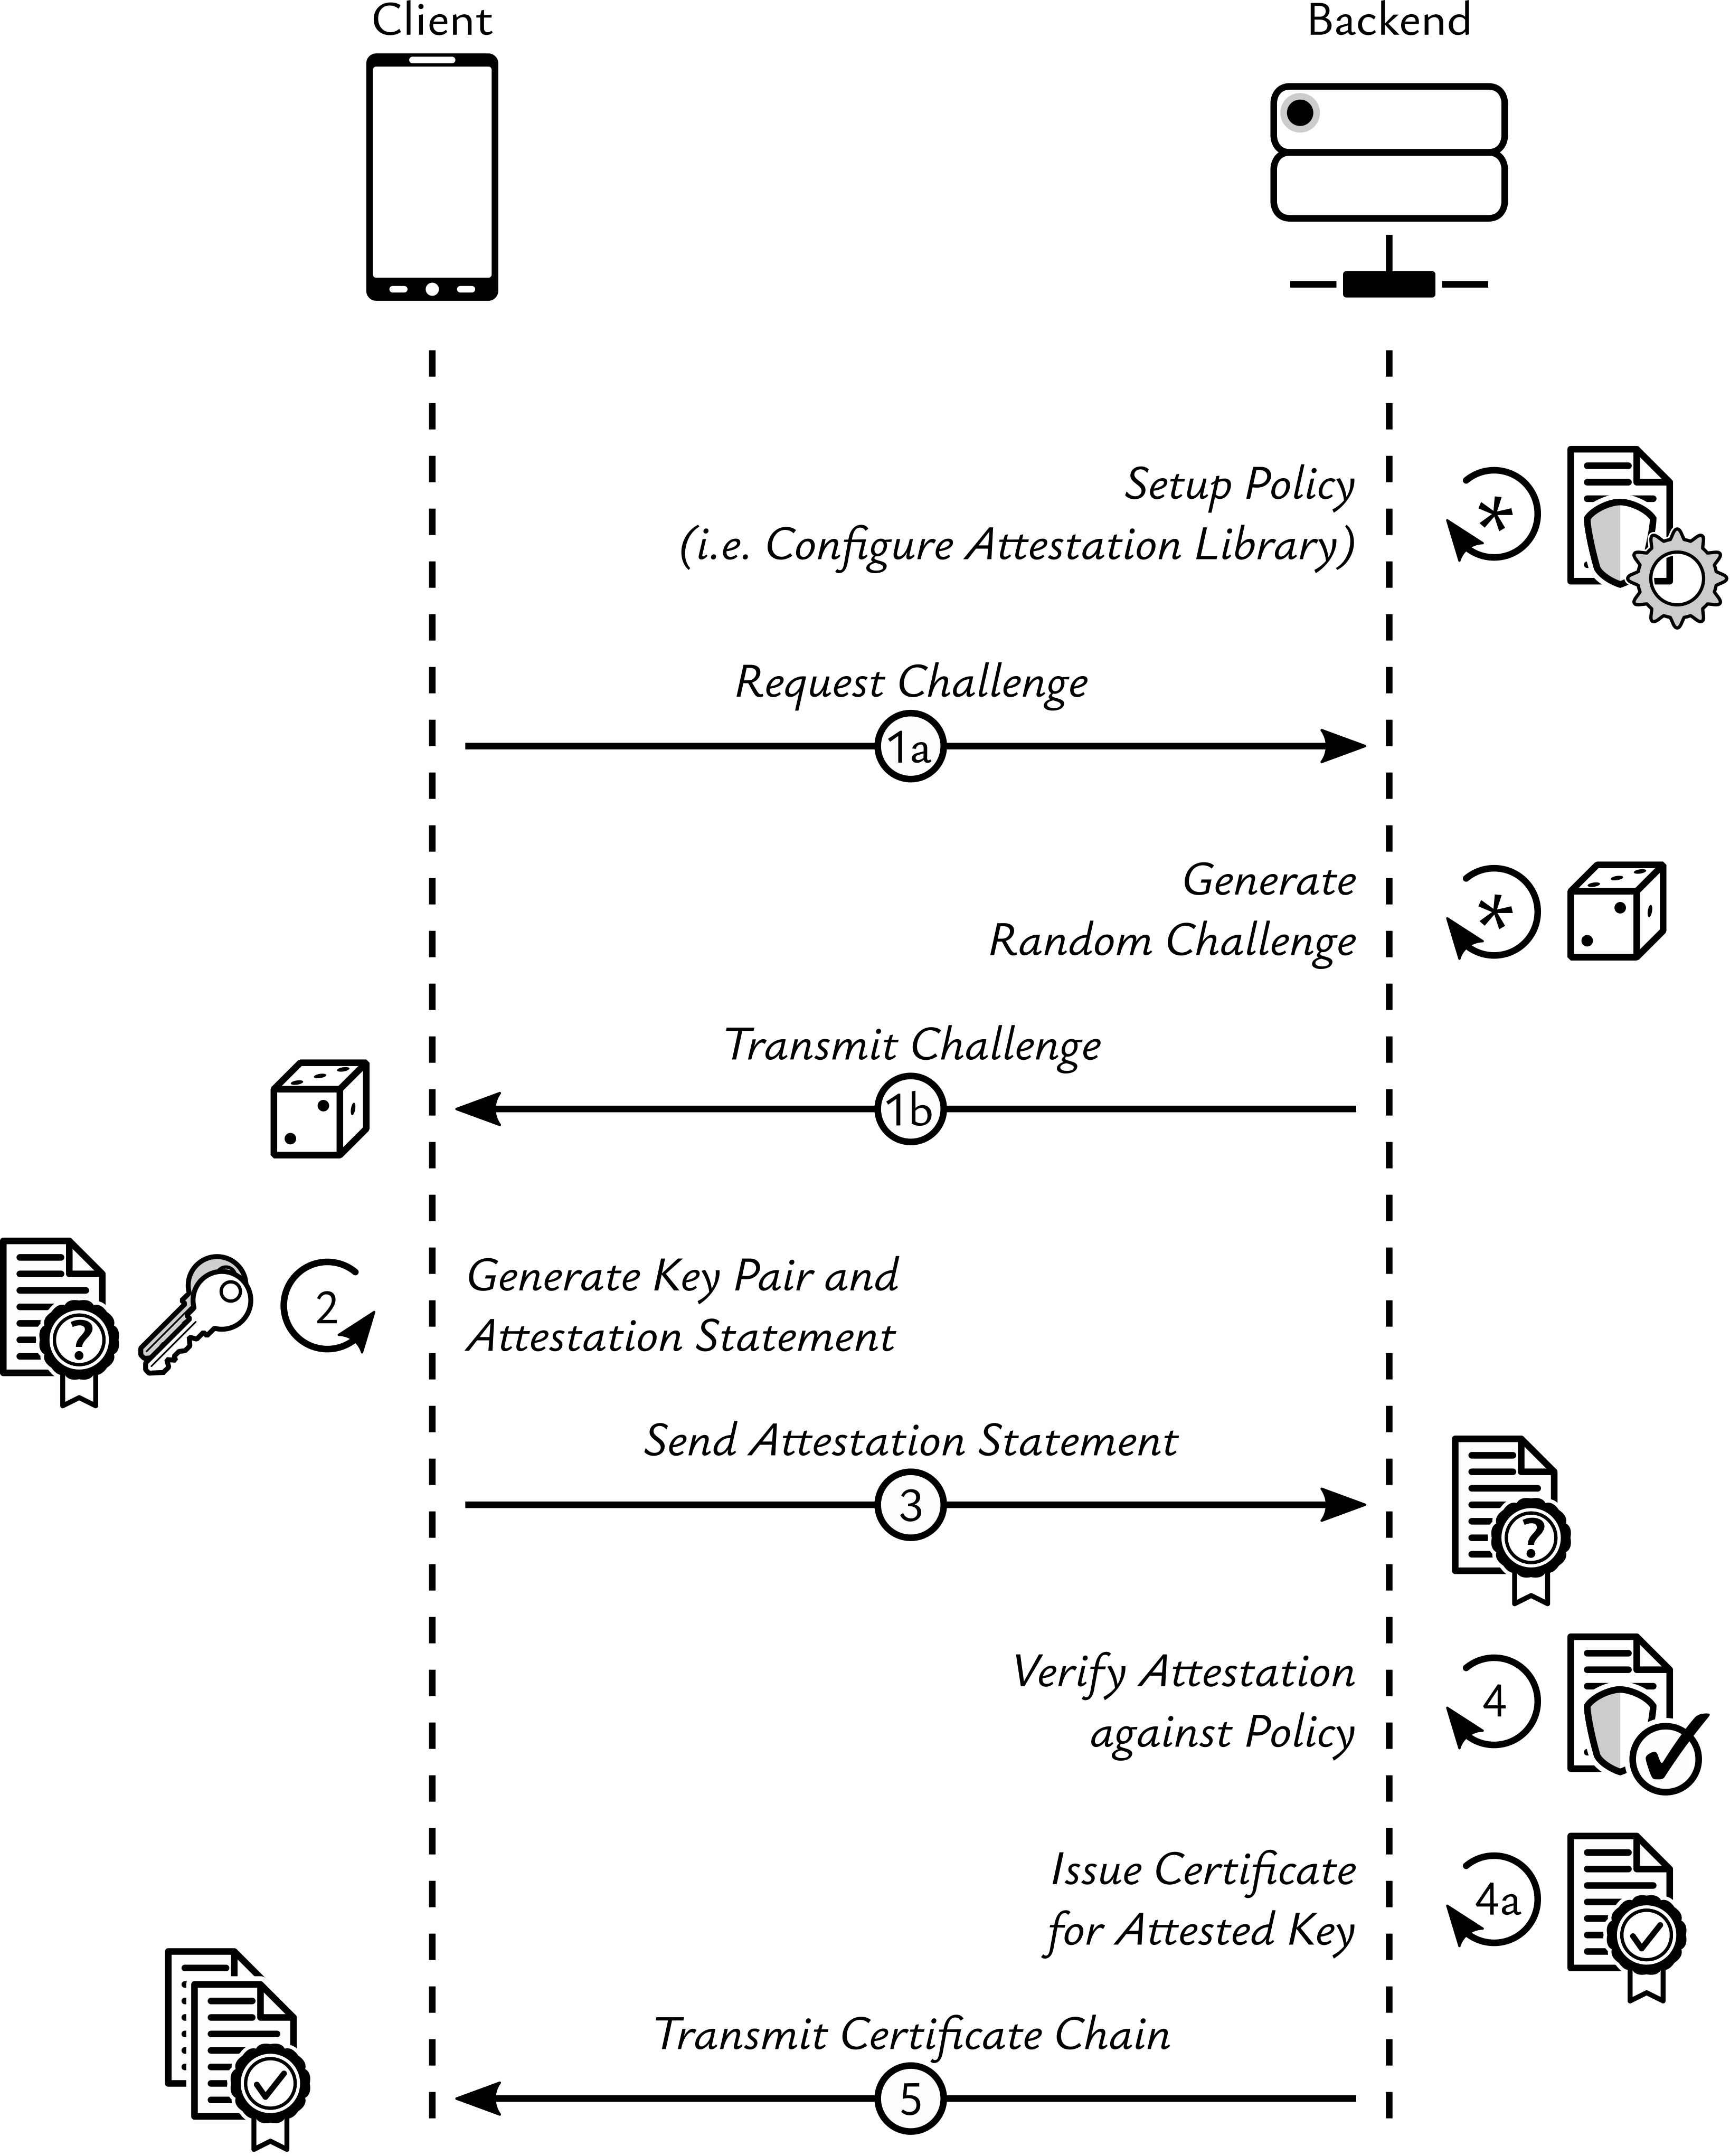 Client
Backend
Setup Policy
(i.e. Configure Attestation Library)
*
Request Challenge
1a
Generate
Random Challenge
*
Transmit Challenge
1b
?
2
Generate Key Pair and
Attestation Statement
Send Attestation Statement
3
?
Verify Attestation
against Policy
4
Issue Certificate
for Attested Key
4a
Transmit Certificate Chain
5